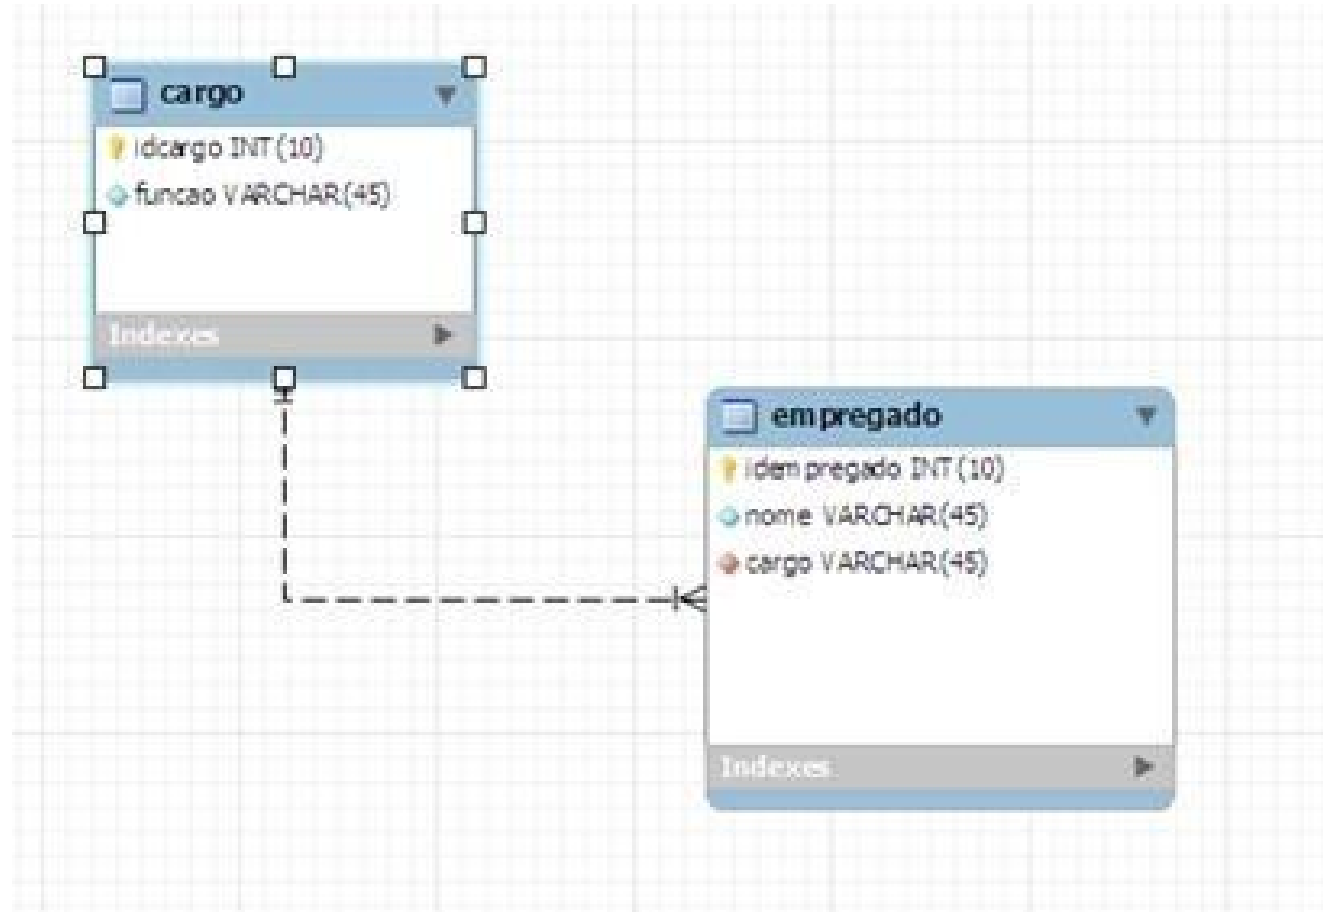 cargo
idcargo INT(10)
funcao VARCHAR(45)
Indexes
empregado
idempregado INT(10)
nome VARCHAR(45)
cargo VARCHAR(45)
Indexes